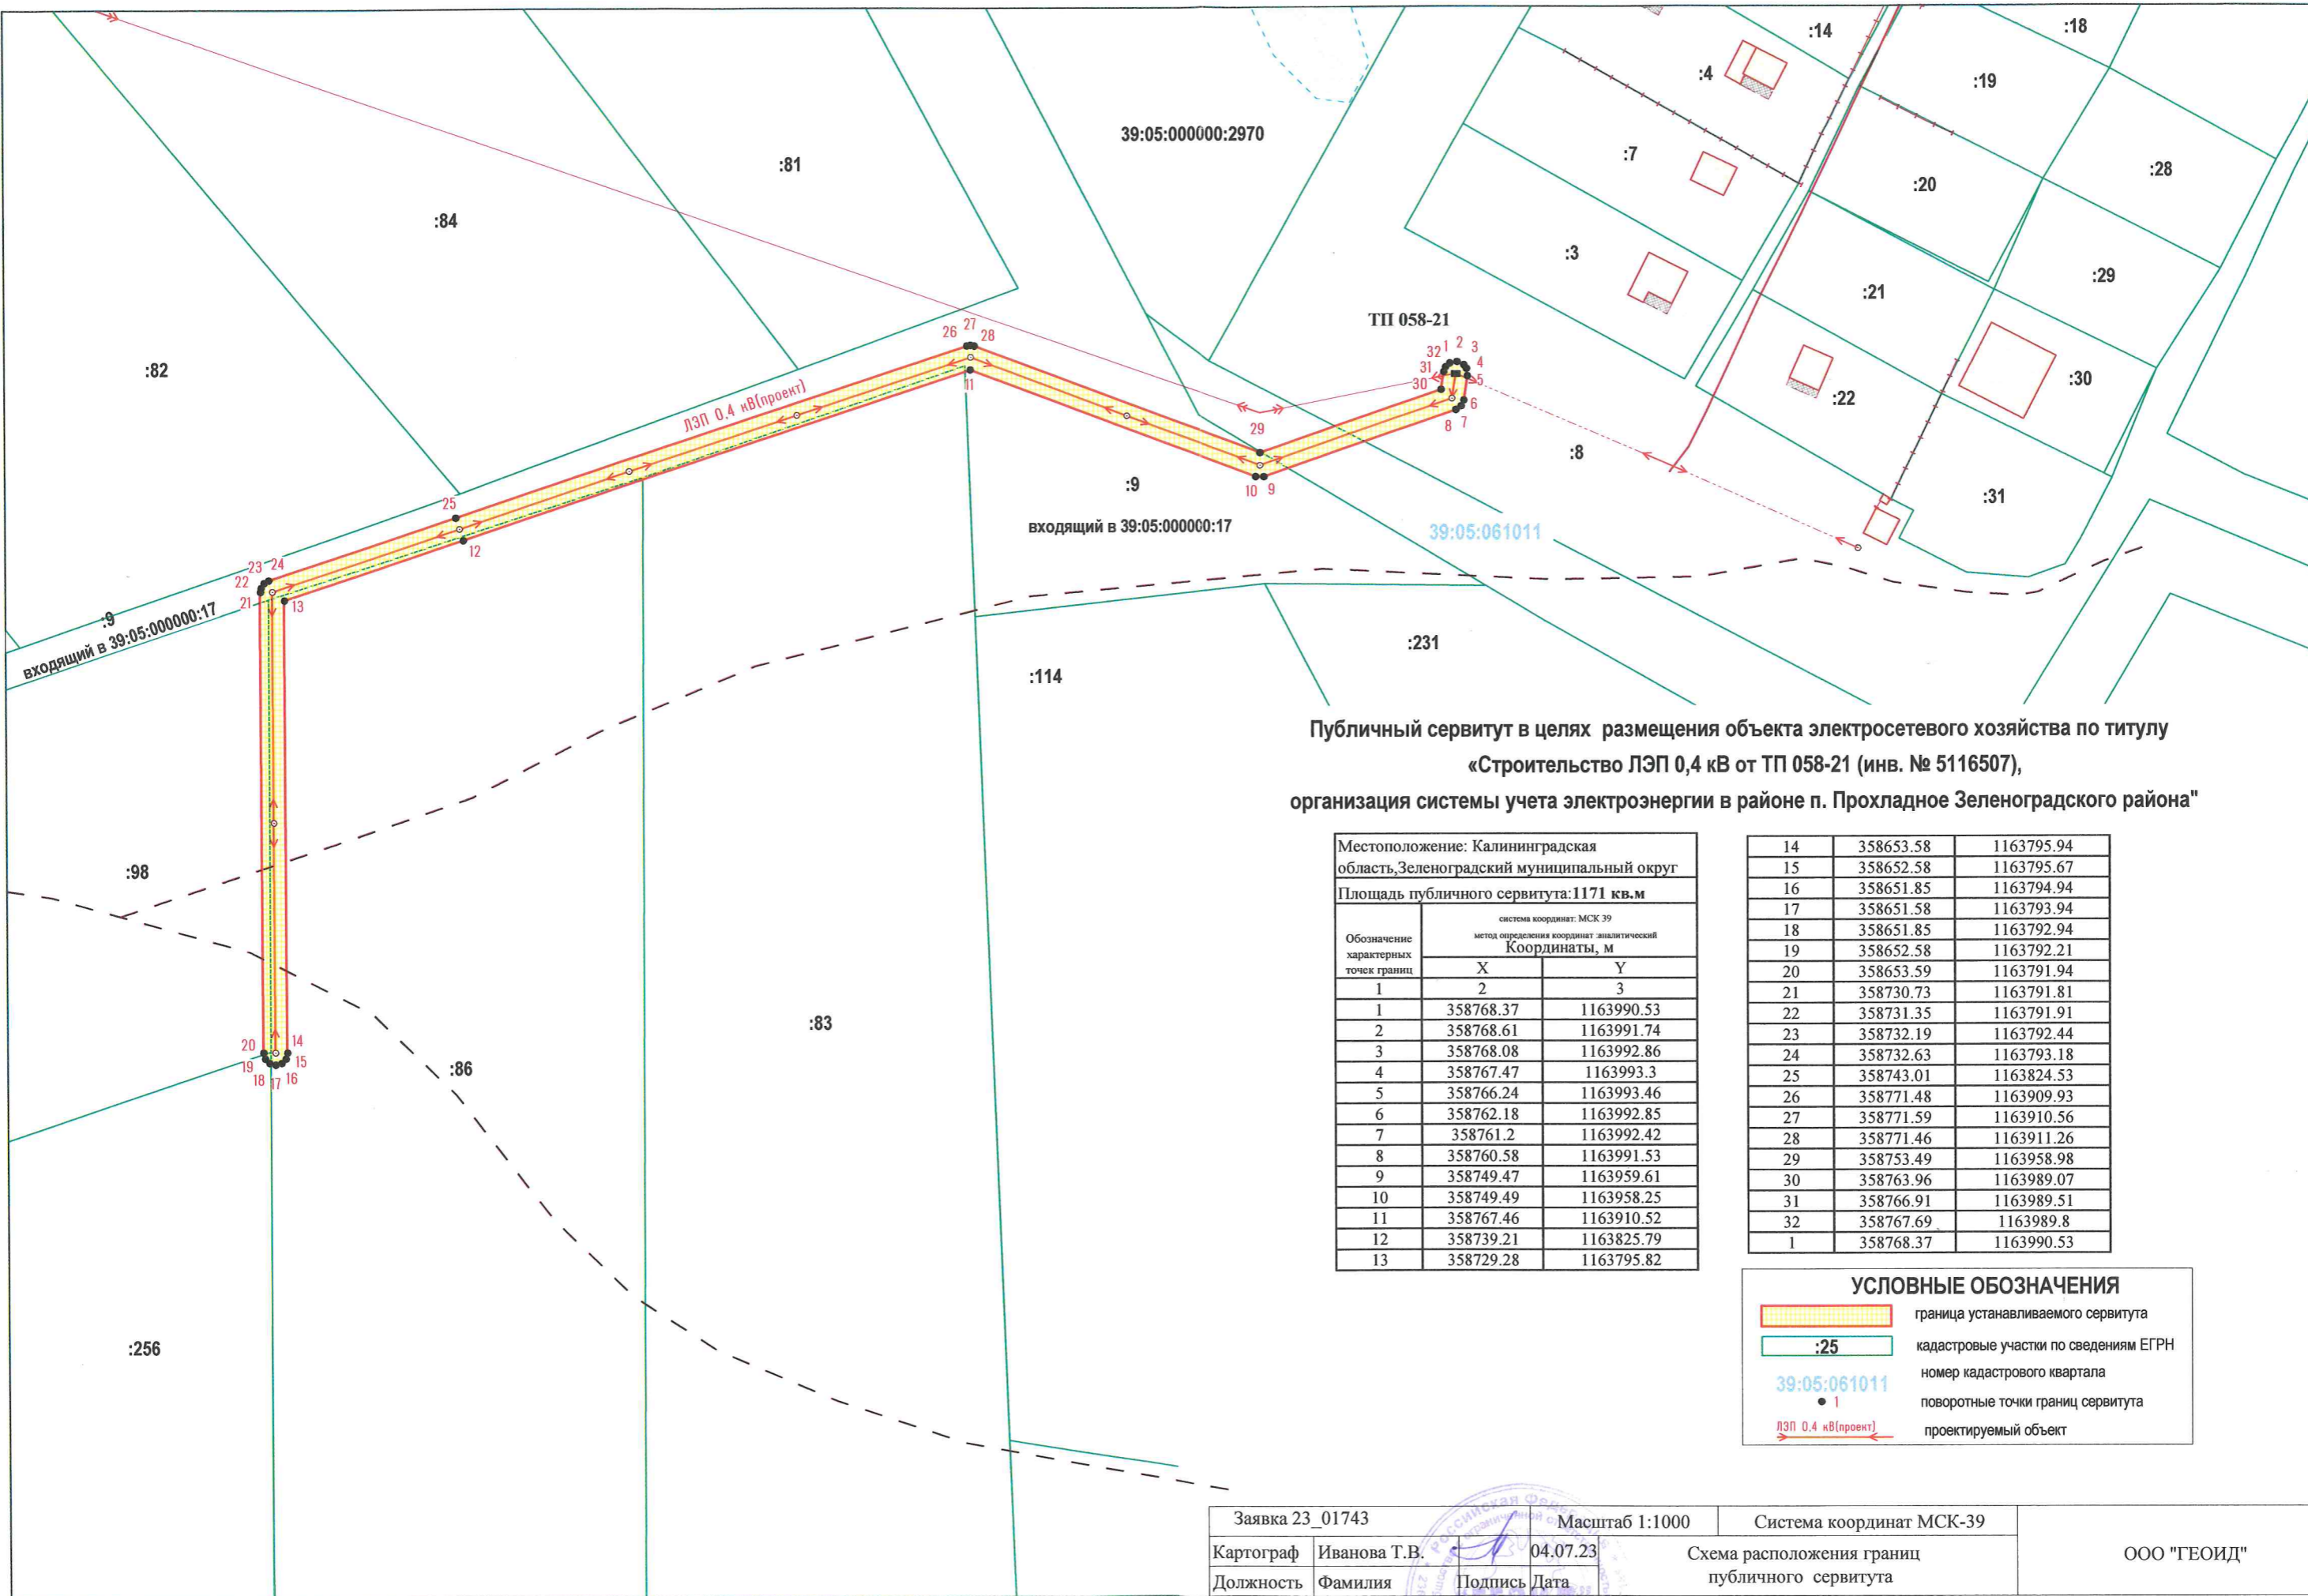 :14
:18
:4
:19
39:05:000000:2970
:7
:81
:28
:20
:84
:3
:29
:21
ТП 058-21
27
26
28
1 2 3
32
4
31
5
30
6
8 7
:82
:30
:22
11
ЛЭП 0.4 кВ(проект)
29
:8
:9
10 9
:31
25
входящий в 39:05:000000:17
39:05:061011
12
23 24
22
21
13
:9
входящий в 39:05:000000:17
:231
:114
Публичный сервитут в целях размещения объекта электросетевого хозяйства по титулу
«Строительство ЛЭП 0,4 кВ от ТП 058-21 (инв. № 5116507),
организация системы учета электроэнергии в районе п. Прохладное Зеленоградского района"
:98
:83
20
14
19
15
18 17 16
:86
:256
Местоположение: Калининградская
область,Зеленоградский муниципальный округ
Площадь публичного сервитута:1171 кв.м
Обозначение
характерных
точек границ
система координат: МСК 39
метод определения координат аналитический
Координаты, м
X Y
1 2 3
1 358768.37 1163990.53
2 358768.61 1163991.74
3 358768.08 1163992.86
4 358767.47 1163993.3
5 358766.24 1163993.46
6 358762.18 1163992.85
7 358761.2 1163992.42
8 358760.58 1163991.53
9 358749.47 1163959.61
10 358749.49 1163958.25
11 358767.46 1163910.52
12 358739.21 1163825.79
13 358729.28 1163795.82
14 358653.58 1163795.94
15 358652.58 1163795.67
16 358651.85 1163794.94
17 358651.58 1163793.94
18 358651.85 1163792.94
19 358652.58 1163792.21
20 358653.59 1163791.94
21 358730.73 1163791.81
22 358731.35 1163791.91
23 358732.19 1163792.44
24 358732.63 1163793.18
25 358743.01 1163824.53
26 358771.48 1163909.93
27 358771.59 1163910.56
28 358771.46 1163911.26
29 358753.49 1163958.98
30 358763.96 1163989.07
31 358766.91 1163989.51
32 358767.69 1163989.8
1 358768.37 1163990.53
УСЛОВНЫЕ ОБОЗНАЧЕНИЯ
граница устанавливаемого сервитута
:25 кадастровые участки по сведениям ЕГРН
39:05:061011 номер кадастрового квартала
1 поворотные точки границ сервитута
ЛЭП 0.4 кВ(проект) проектируемый объект
Заявка 23_01743 Масштаб 1:1000 Система координат МСК-39
Картограф Иванова Т.В. 04.07.23
Должность Фамилия Подпись Дата
Схема расположения границ
публичного сервитута
ООО "ГЕОИД"
Российская